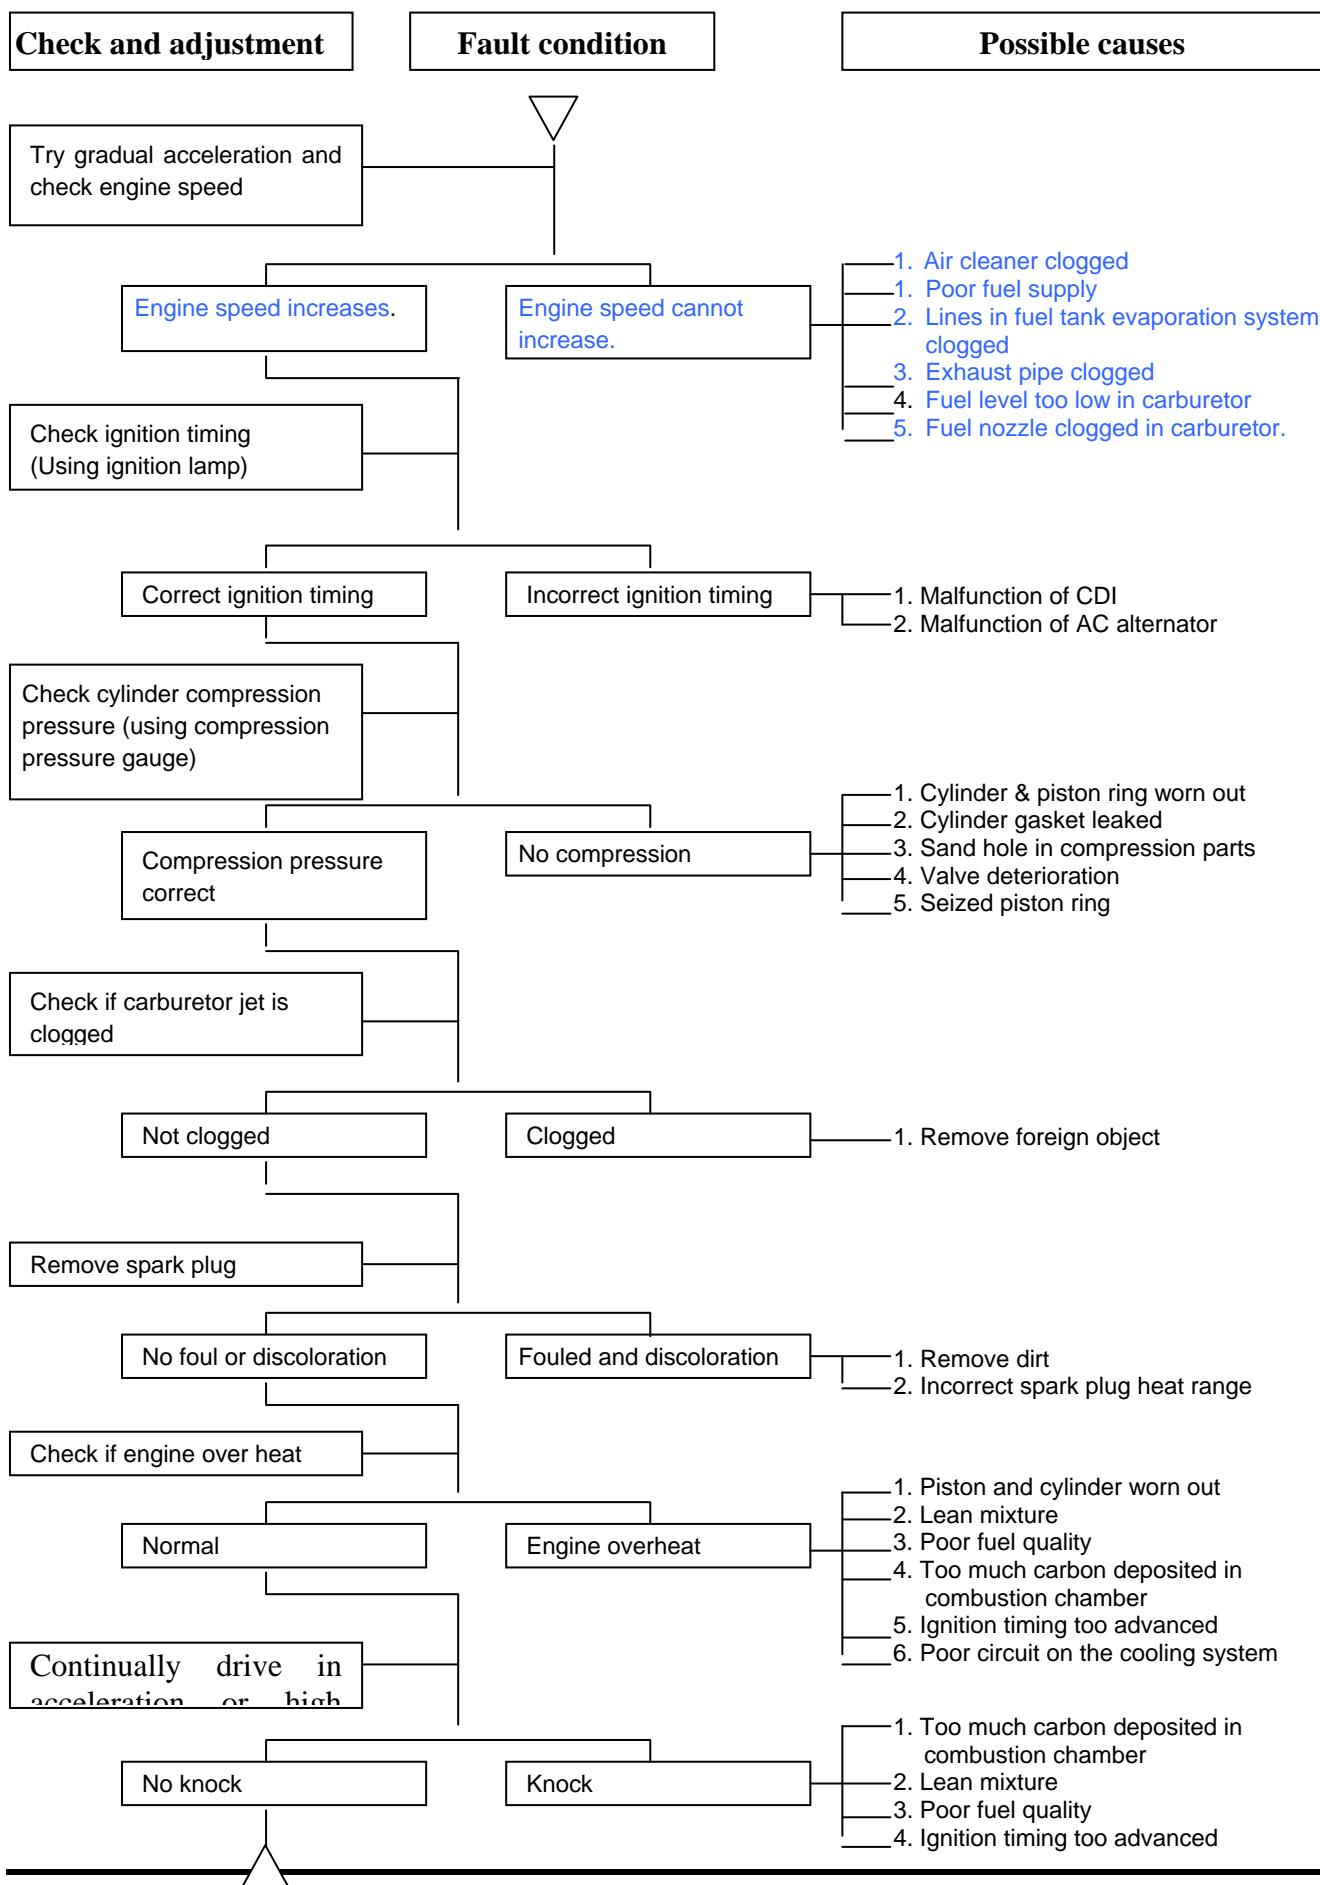 Check and adjustment
Fault condition
Possible causes
Try gradual acceleration and
check engine speed
Engine speed increases.
Engine speed cannot
increase.
1. Air cleaner clogged
1. Poor fuel supply
2. Lines in fuel tank evaporation system
clogged
3. Exhaust pipe clogged
4. Fuel level too low in carburetor
5. Fuel nozzle clogged in carburetor.
Check ignition timing
(Using ignition lamp)
Correct ignition timing
Incorrect ignition timing
1. Malfunction of CDI
2. Malfunction of AC alternator
Check cylinder compression
pressure (using compression
pressure gauge)
Compression pressure
correct
No compression
1. Cylinder & piston ring worn out
2. Cylinder gasket leaked
3. Sand hole in compression parts
4. Valve deterioration
5. Seized piston ring
Check if carburetor jet is
clogged
Not clogged
Clogged
1. Remove foreign object
Remove spark plug
No foul or discoloration
Fouled and discoloration
1. Remove dirt
2. Incorrect spark plug heat range
Check if engine over heat
Normal
Engine overheat
1. Piston and cylinder worn out
2. Lean mixture
3. Poor fuel quality
4. Too much carbon deposited in
combustion chamber
5. Ignition timing too advanced
6. Poor circuit on the cooling system
Continually drive in
acceleration or high
No knock
Knock
1. Too much carbon deposited in
combustion chamber
2. Lean mixture
3. Poor fuel quality
4. Ignition timing too advanced